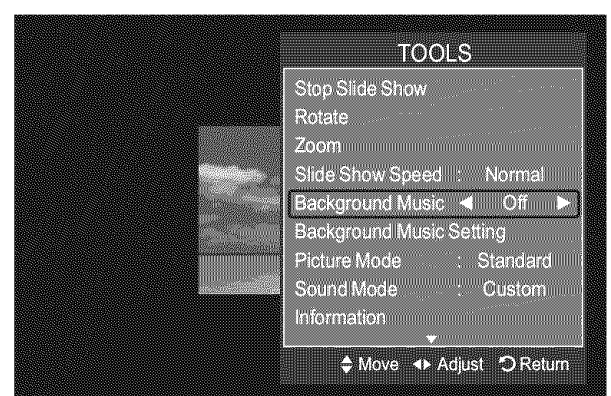 TOOLS
Stop Slide Show
Rotate
Zoom
Slide Show Speed : Normal
Background Music ◄ Off ►
Background Music Setting
Picture Mode : Standard
Sound Mode : Custom
Information
Move Adjust Return